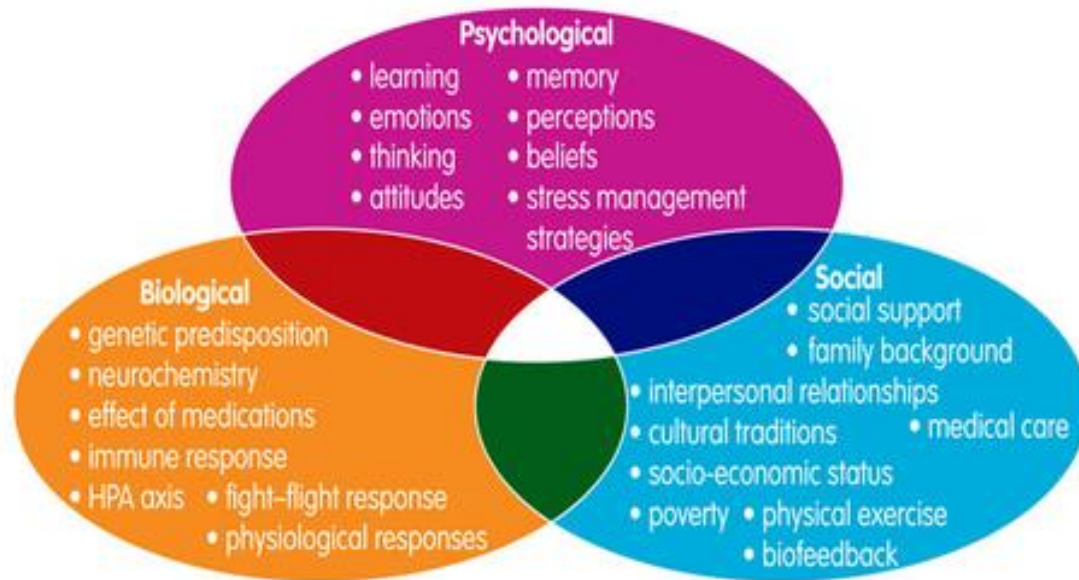 Psychological
• learning
• emotions
• thinking
• attitudes
• memory
• perceptions
• beliefs
• stress management
strategies
Biological
• genetic predisposition
• neurochemistry
• effect of medications
• immune response
• HPA axis • fight–flight response
• physiological responses
Social
• social support
• family background
• interpersonal relationships
• medical care
• cultural traditions
• socio-economic status
• poverty • physical exercise
• biofeedback